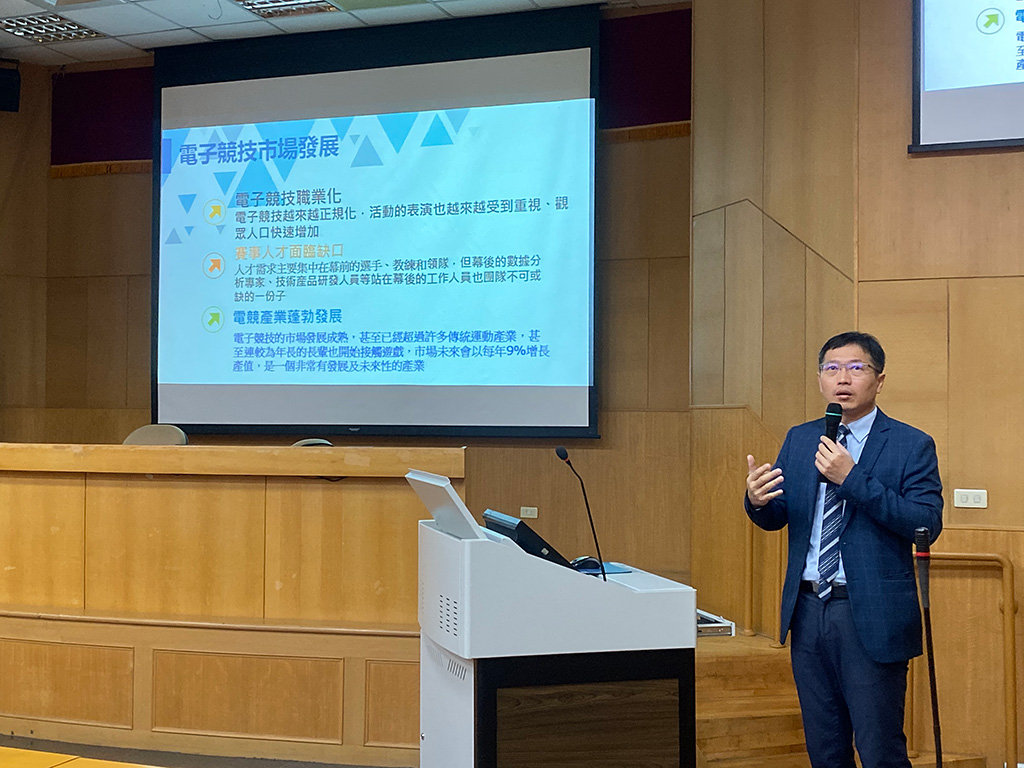 電子競技市場發展
電子競技職業化
電子競技越來越正規化，活動的表演也越來越受到重視、觀
眾人口快速增加
賽事人才面臨缺口
人才需求主要集中在幕前的選手、教練和領隊，但幕後的數據分
析專家、技術產品研發人員等站在幕後的工作人員也團隊不可或
缺的一份子
電競產業蓬勃發展
電子競技的市場發展成熟，甚至已經超過許多傳統運動產業，甚
至連較為年長的長輩也開始接觸遊戲，市場未來會以每年9%增長
產值，是一個非常有發展及未來性的產業
電
至
產